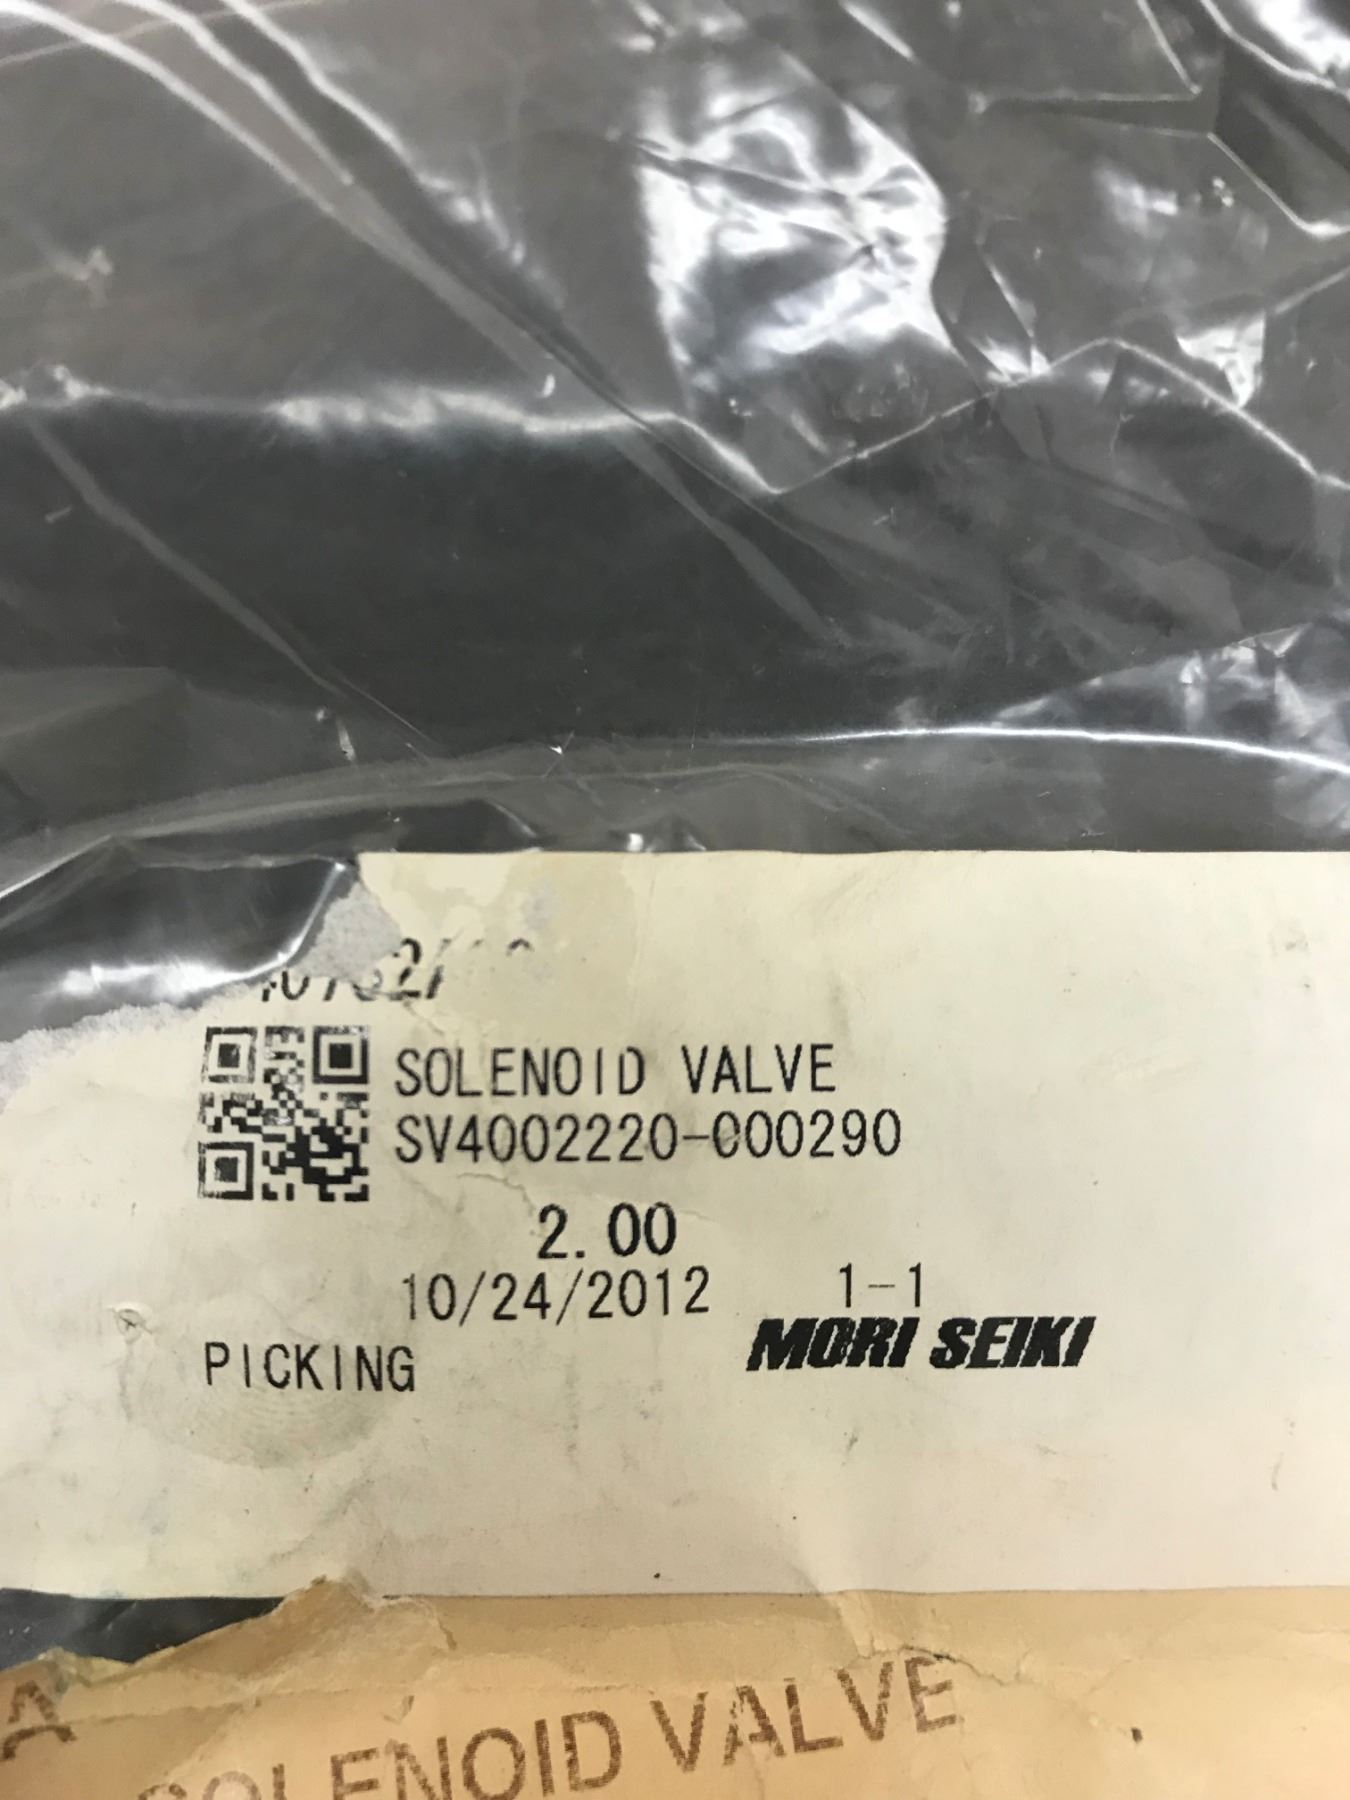 SOLENOID VALVE
SV4002220-000290
2.00
10/24/2012 1-1
MORI SEIKI
PICKING
SOLENOID VALVE